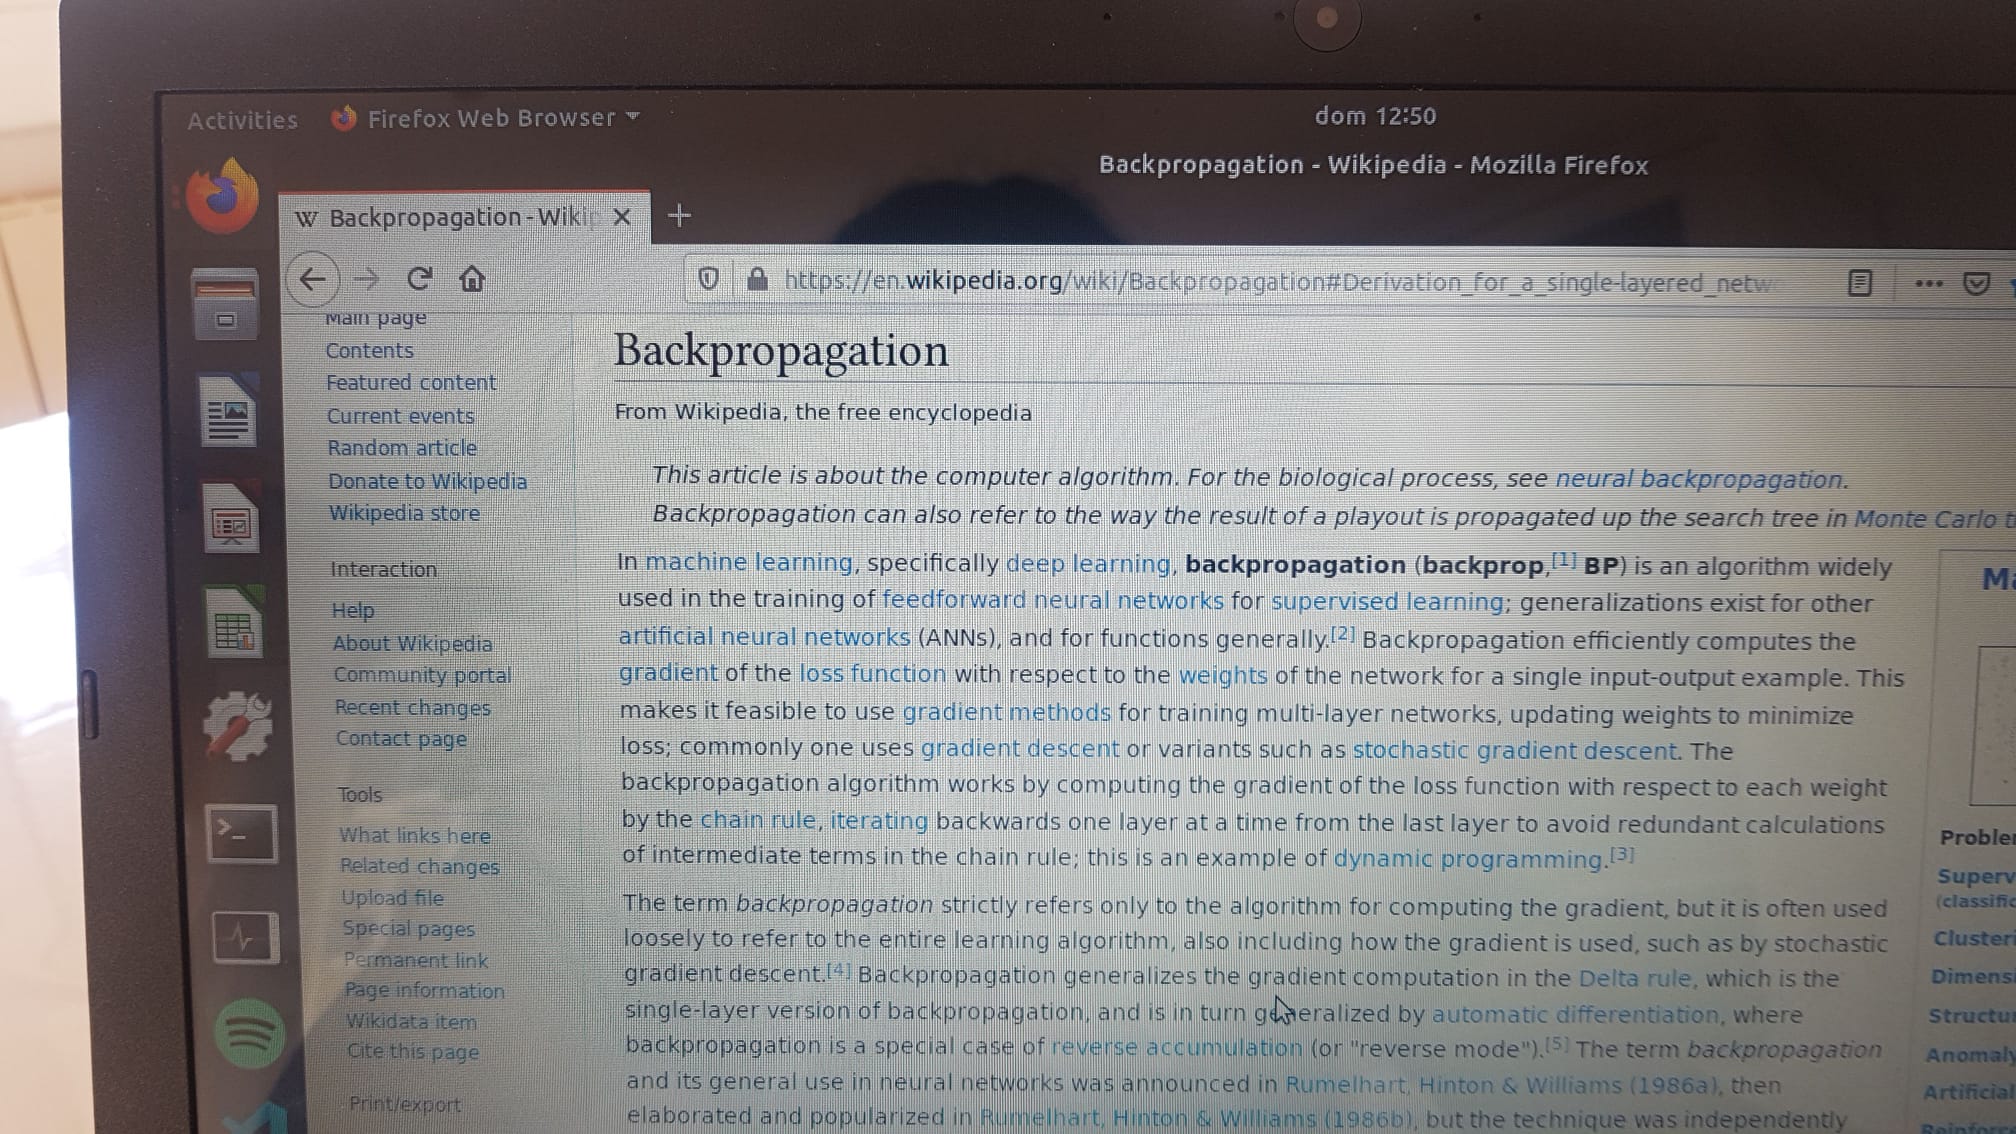 Activities Firefox Web Browser dom 12:50
Backpropagation - Wikipedia - Mozilla Firefox
W Backpropagation - Wikip
https://en.wikipedia.org/wiki/Backpropagation#Derivation_for_a_single-layered_netw
Main page
Contents
Featured content
Current events
Random article
Donate to Wikipedia
Wikipedia store
Interaction
Help
About Wikipedia
Community portal
Recent changes
Contact page
Tools
What links here
Related changes
Upload file
Special pages
Permanent link
Page information
Wikidata item
Cite this page
Print/export
Backpropagation
From Wikipedia, the free encyclopedia
This article is about the computer algorithm. For the biological process, see neural backpropagation.
Backpropagation can also refer to the way the result of a playout is propagated up the search tree in Monte Carlo t
In machine learning, specifically deep learning, backpropagation (backprop,[1] BP) is an algorithm widely
used in the training of feedforward neural networks for supervised learning; generalizations exist for other
artificial neural networks (ANNs), and for functions generally.[2] Backpropagation efficiently computes the
gradient of the loss function with respect to the weights of the network for a single input-output example. This
makes it feasible to use gradient methods for training multi-layer networks, updating weights to minimize
loss; commonly one uses gradient descent or variants such as stochastic gradient descent. The
backpropagation algorithm works by computing the gradient of the loss function with respect to each weight
by the chain rule, iterating backwards one layer at a time from the last layer to avoid redundant calculations
of intermediate terms in the chain rule; this is an example of dynamic programming.[3]
The term backpropagation strictly refers only to the algorithm for computing the gradient, but it is often used
loosely to refer to the entire learning algorithm, also including how the gradient is used, such as by stochastic
gradient descent.[4] Backpropagation generalizes the gradient computation in the Delta rule, which is the
single-layer version of backpropagation, and is in turn generalized by automatic differentiation, where
backpropagation is a special case of reverse accumulation (or "reverse mode").[5] The term backpropagation
and its general use in neural networks was announced in Rumelhart, Hinton & Williams (1986a), then
elaborated and popularized in Rumelhart, Hinton & Williams (1986b), but the technique was independently
Ma
Problem
Superv
(classific
Clusteri
Dimensi
Structur
Anomaly
Artificial